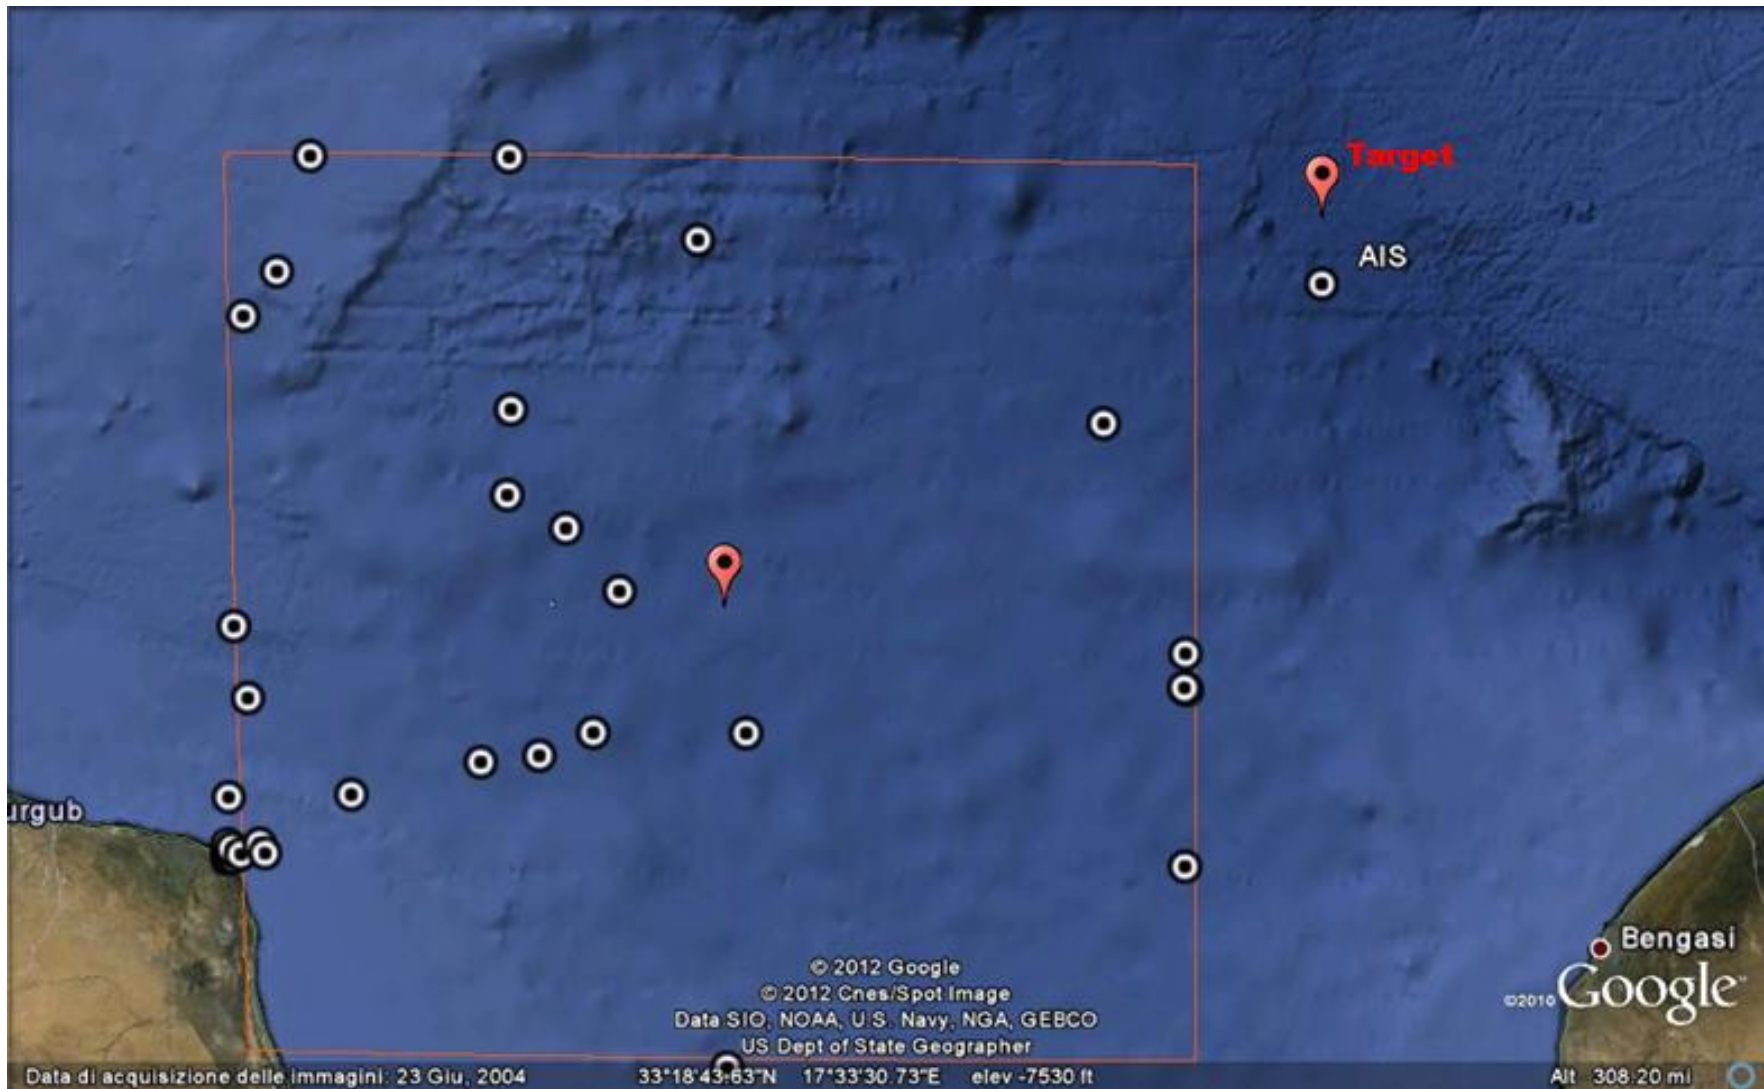 Target
AIS
urgub
Bengasi
© 2012 Google
© 2012 Cnes/Spot Image
Data SIO, NOAA, U.S. Navy, NGA, GEBCO
US Dept of State Geographer
©2010 Google™
Data di acquisizione delle immagini: 23 Giu, 2004 33°18'43.63"N 17°33'30.73"E elev -7530 ft Alt 308.20 mi